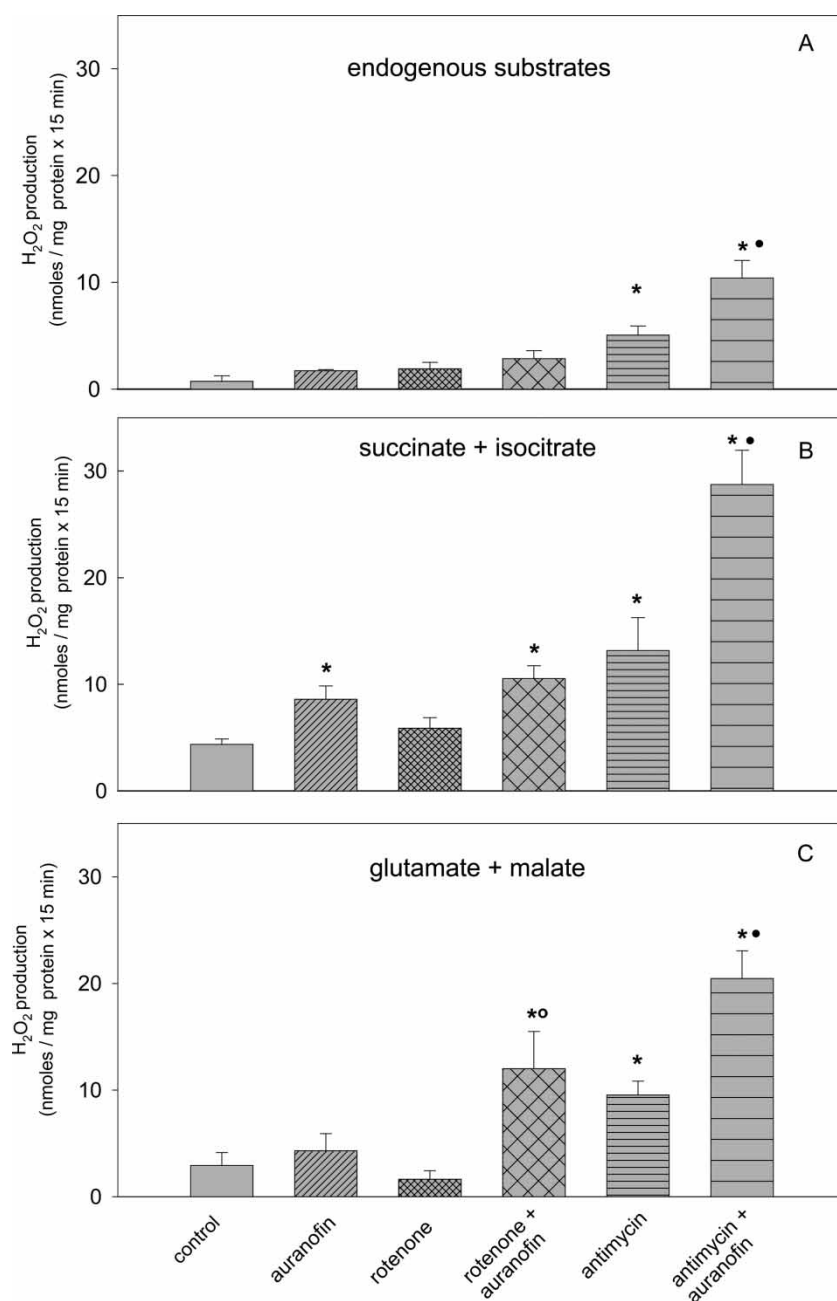 A
endogenous substrates
30
20
10
0
H₂O₂ production
(nmoles / mg protein x 15 min)
*
* •
B
succinate + isocitrate
30
20
10
0
H₂O₂ production
(nmoles / mg protein x 15 min)
*
*
*
* •
C
glutamate + malate
30
20
10
0
H₂O₂ production
(nmoles / mg protein x 15 min)
*o
*
* •
control
auranofin
rotenone
rotenone +
auranofin
antimycin
antimycin +
auranofin